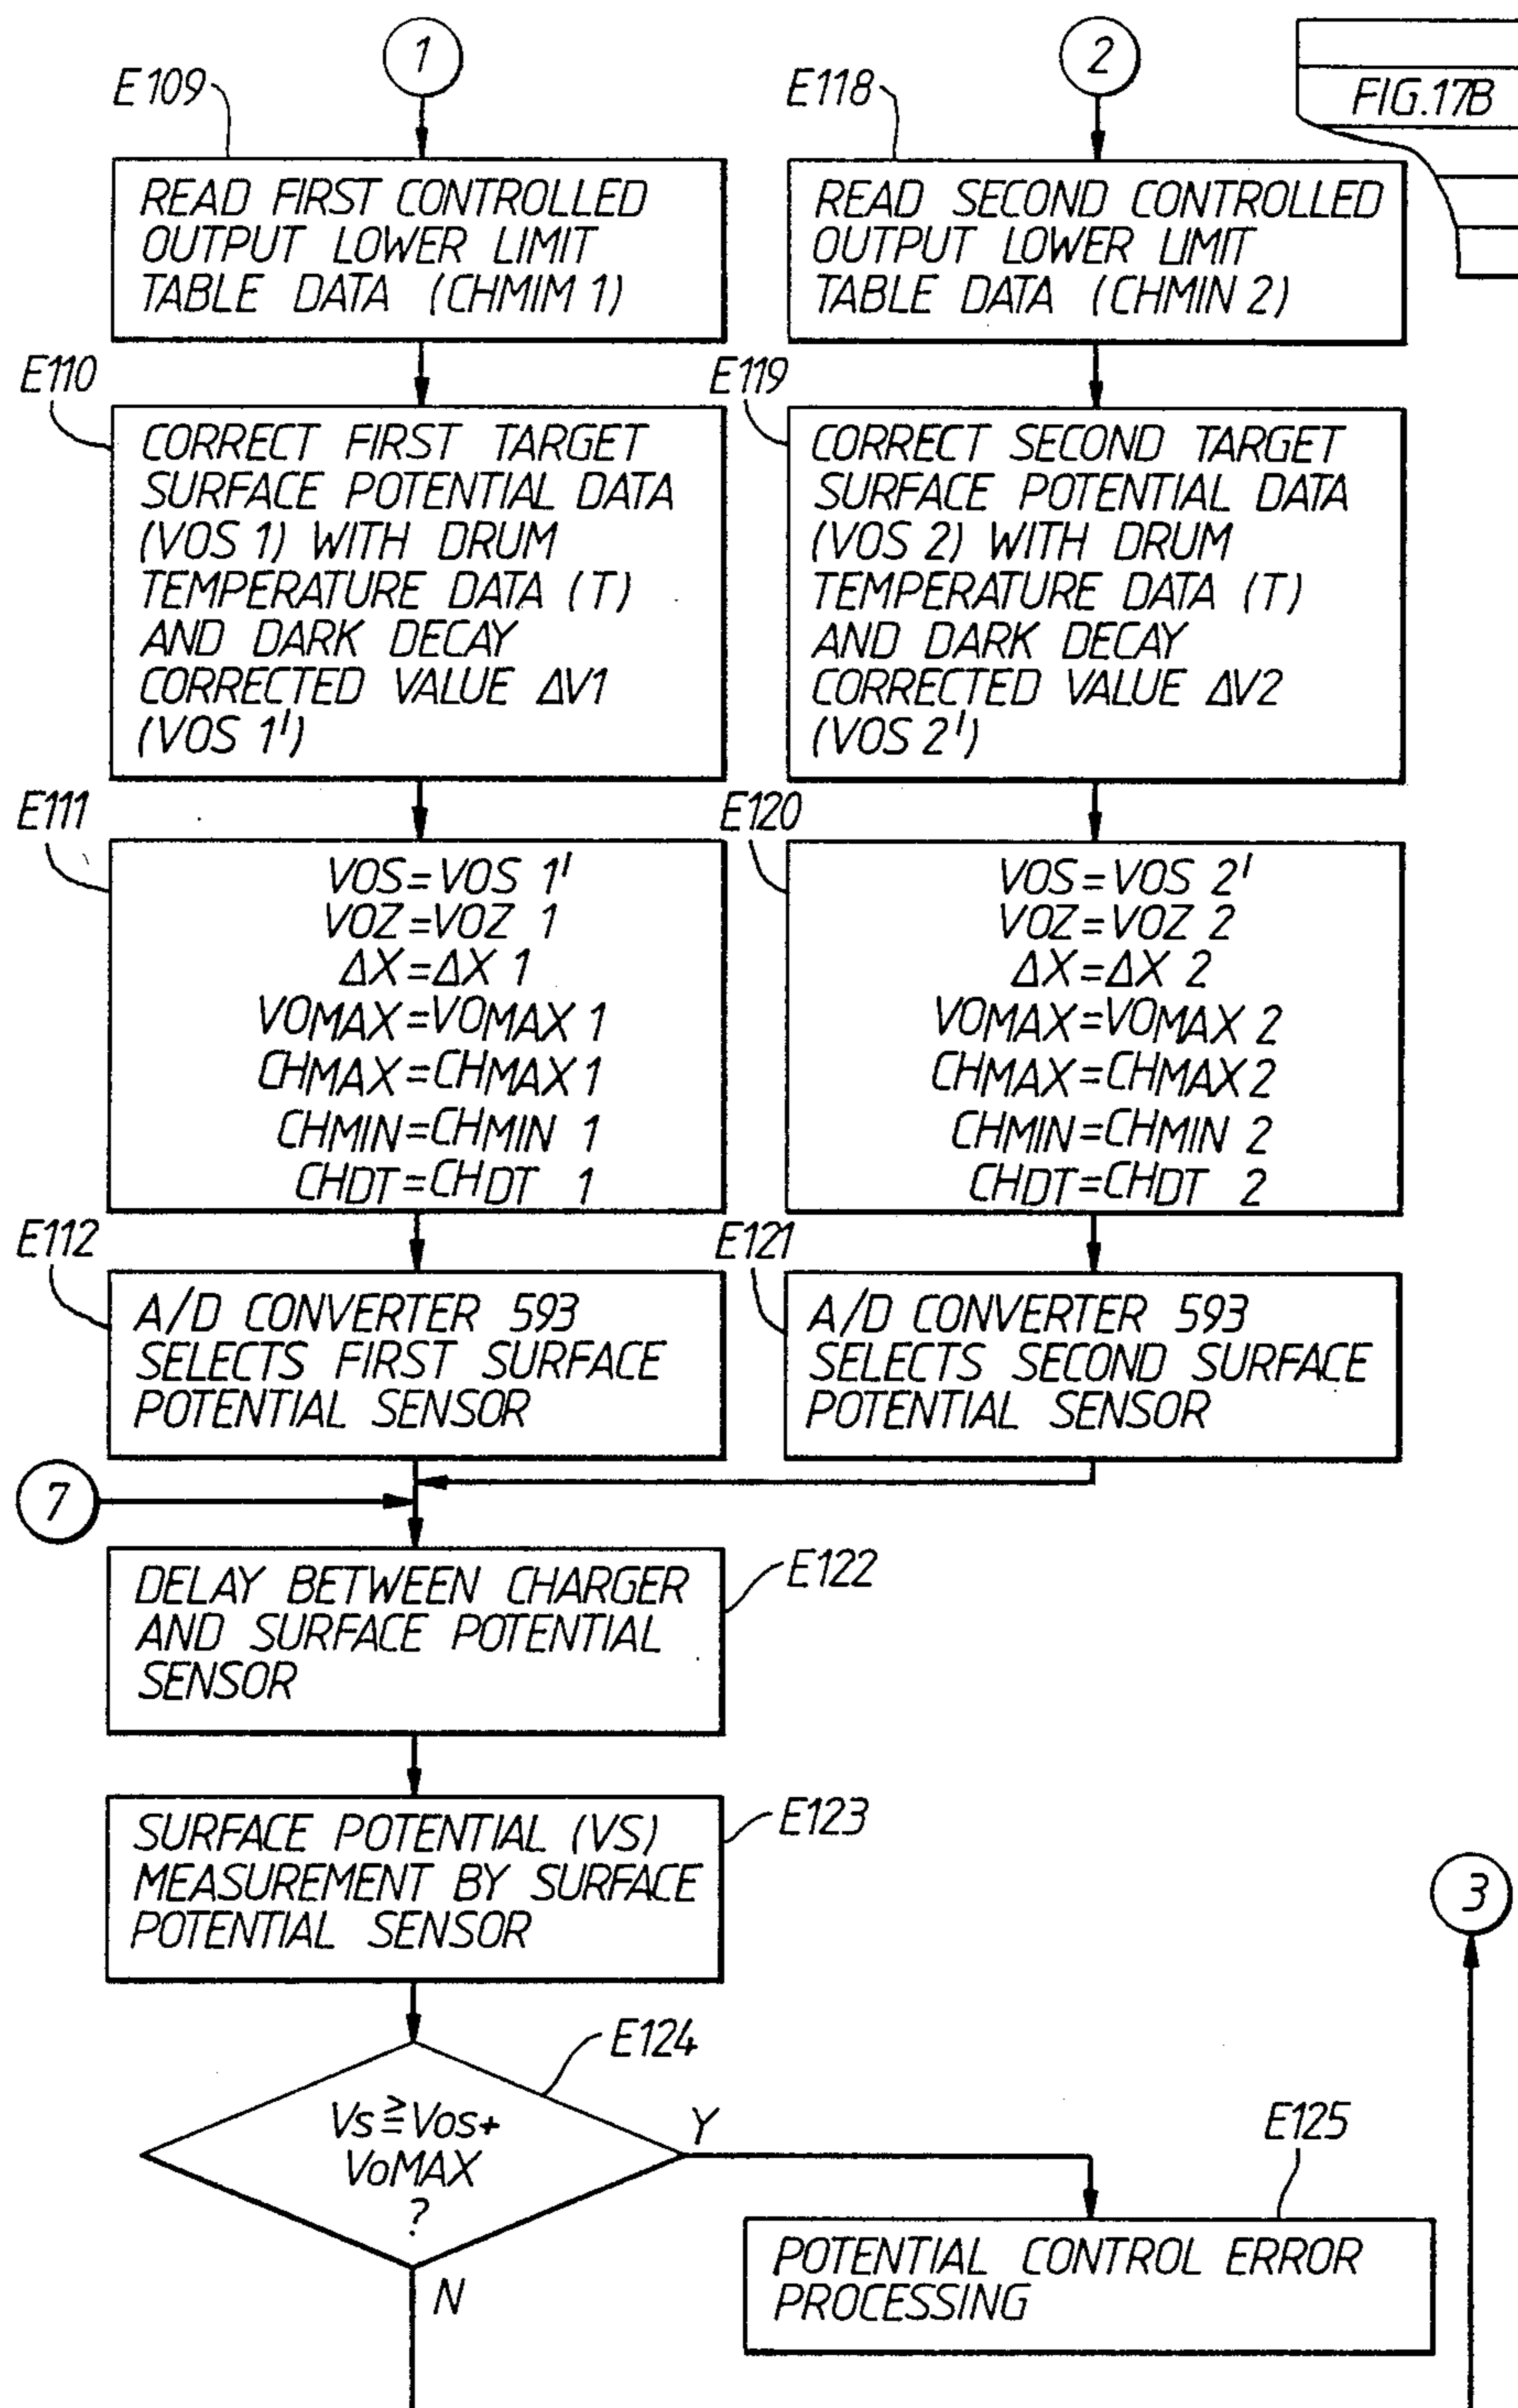 1
2
FIG.17B
E109
READ FIRST CONTROLLED
OUTPUT LOWER LIMIT
TABLE DATA (CHMIM 1)
E118
READ SECOND CONTROLLED
OUTPUT LOWER LIMIT
TABLE DATA (CHMIN 2)
E110
CORRECT FIRST TARGET
SURFACE POTENTIAL DATA
(VOS 1) WITH DRUM
TEMPERATURE DATA (T)
AND DARK DECAY
CORRECTED VALUE ΔV1
(VOS 1')
E119
CORRECT SECOND TARGET
SURFACE POTENTIAL DATA
(VOS 2) WITH DRUM
TEMPERATURE DATA (T)
AND DARK DECAY
CORRECTED VALUE ΔV2
(VOS 2')
E111
VOS=VOS 1'
VOZ=VOZ 1
ΔX=ΔX 1
VOMAX=VOMAX 1
CHMAX=CHMAX 1
CHMIN=CHMIN 1
CHDT=CHDT 1
E120
VOS=VOS 2'
VOZ=VOZ 2
ΔX=ΔX 2
VOMAX=VOMAX 2
CHMAX=CHMAX 2
CHMIN=CHMIN 2
CHDT=CHDT 2
E112
A/D CONVERTER 593
SELECTS FIRST SURFACE
POTENTIAL SENSOR
E121
A/D CONVERTER 593
SELECTS SECOND SURFACE
POTENTIAL SENSOR
7
DELAY BETWEEN CHARGER
AND SURFACE POTENTIAL
SENSOR
E122
SURFACE POTENTIAL (VS)
MEASUREMENT BY SURFACE
POTENTIAL SENSOR
E123
3
E124
Vs≧Vos+
VoMAX
?
Y
N
E125
POTENTIAL CONTROL ERROR
PROCESSING